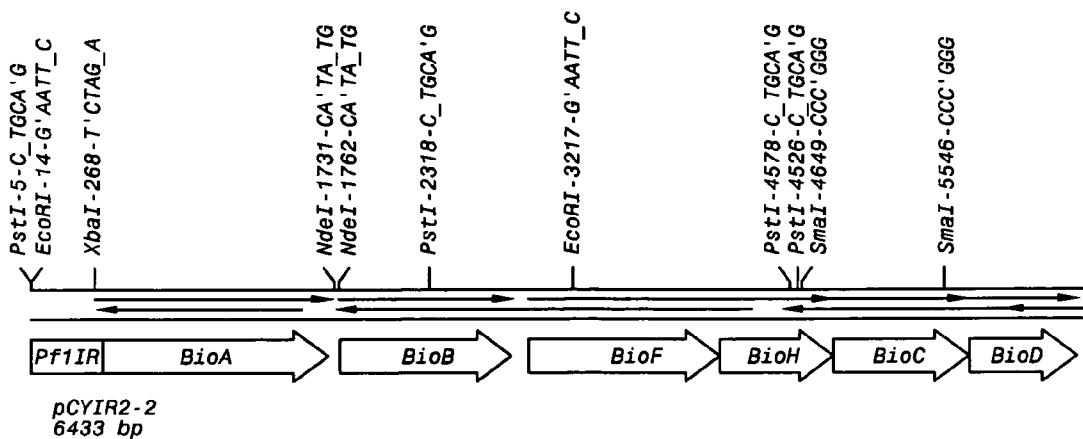 PstI-5-C_TGCA'G
EcoRI-14-G'AATT_C
XbaI-268-T'CTAG_A
NdeI-1731-CA'TA_TG
NdeI-1762-CA'TA_TG
PstI-2318-C_TGCA'G
EcoRI-3217-G'AATT_C
PstI-4578-C_TGCA'G
PstI-4526-C_TGCA'G
SmaI-4649-CCC'GGG
SmaI-5546-CCC'GGG
Pf1IR
BioA
BioB
BioF
BioH
BioC
BioD
pCYIR2-2
6433 bp